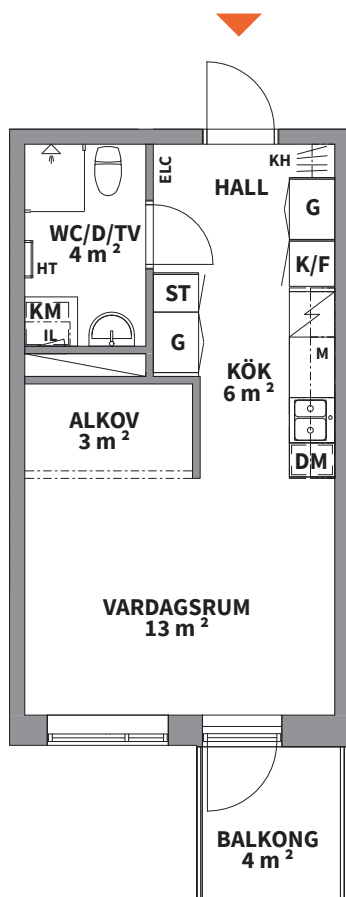 KH
ELC
HALL
G
WC/D/TV
4 m²
HT
K/F
ST
KM
IL
G
M
KÖK
6 m²
ALKOV
3 m²
DM
VARDAGSRUM
13 m²
BALKONG
4 m²